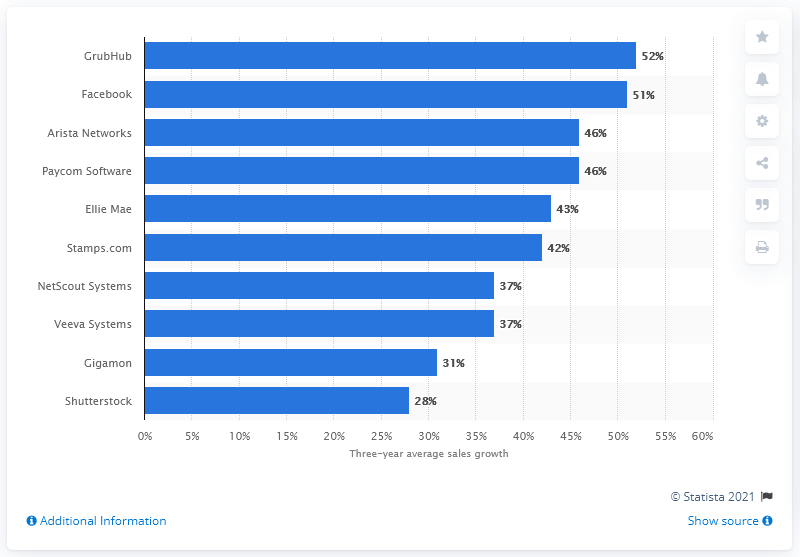 GrubHub 52%
Facebook 51%
Arista Networks 46%
Paycom Software 46%
Ellie Mae 43%
Stamps.com 42%
NetScout Systems 37%
Veeva Systems 37%
Gigamon 31%
Shutterstock 28%
0% 5% 10% 15% 20% 25% 30% 35% 40% 45% 50% 55% 60%
Three-year average sales growth
© Statista 2021
Additional Information Show source